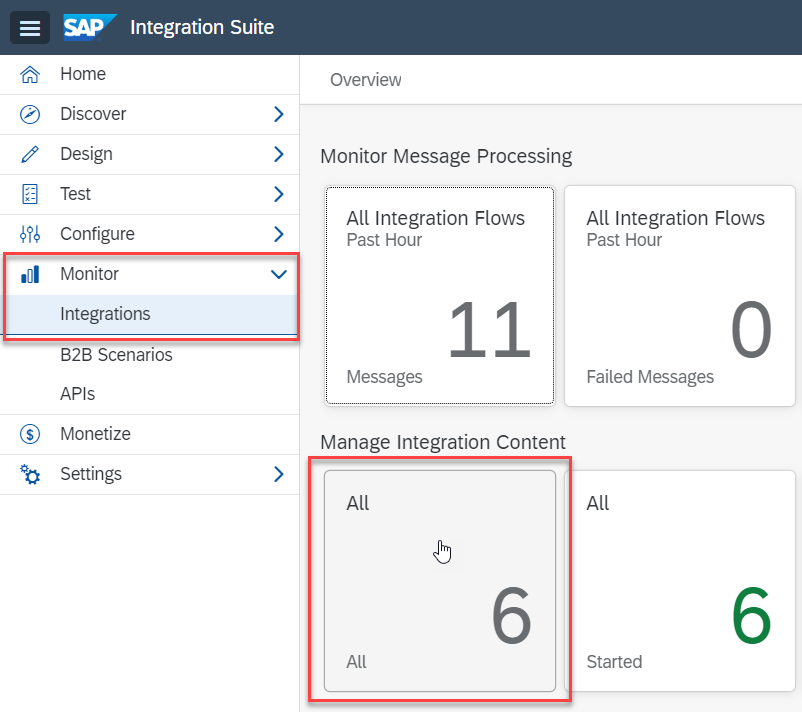 SAP Integration Suite
Home
Discover
Design
Test
Configure
Monitor
Integrations
B2B Scenarios
APIs
Monetize
Settings
Overview
Monitor Message Processing
All Integration Flows
Past Hour
11
Messages
All Integration Flows
Past Hour
0
Failed Messages
Manage Integration Content
All
6
All
All
6
Started